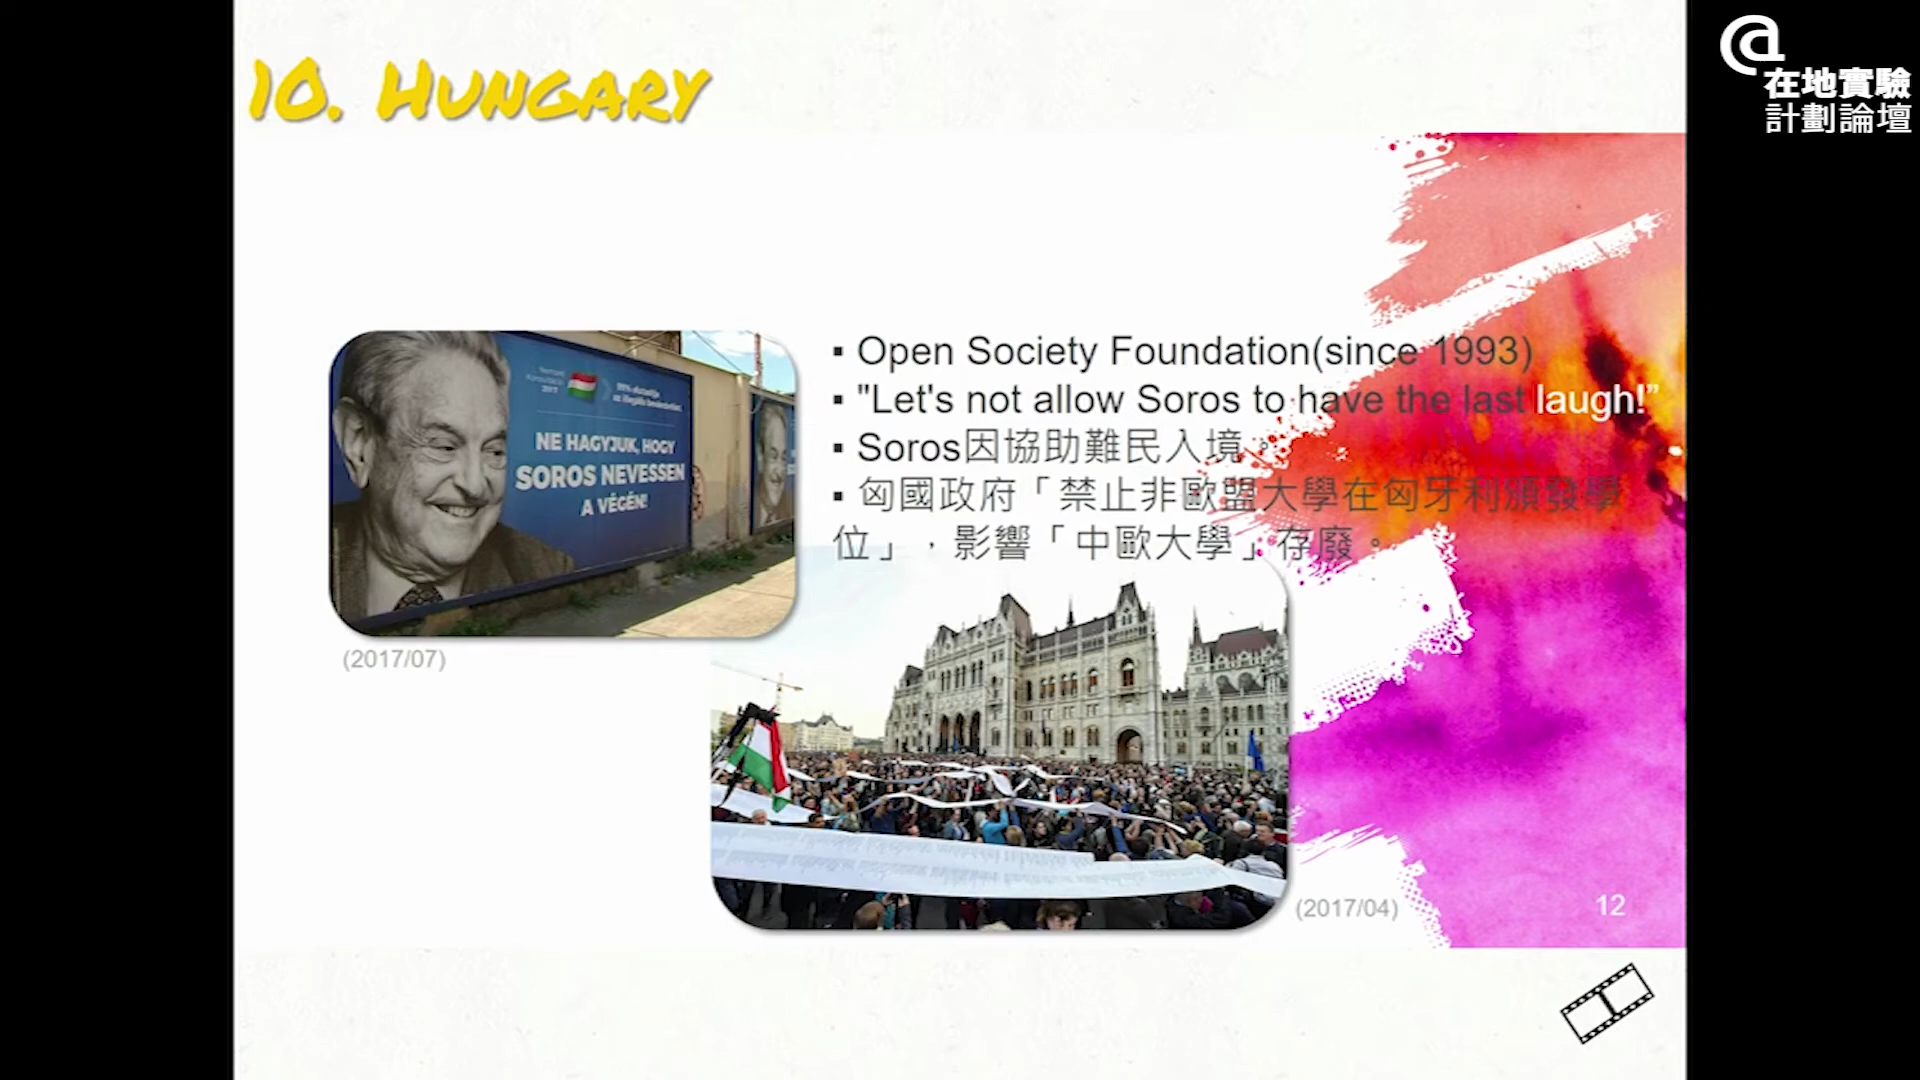 10. HUNGARY
@
在地實驗
計劃論壇
▪ Open Society Foundation(since 1993)
▪ "Let's not allow Soros to have the last laugh!”
▪ Soros因協助難民入境。
▪ 匈國政府「禁止非歐盟大學在匈牙利頒發學
位」，影響「中歐大學」存廢。
NE HAGYJUK, HOGY
SOROS NEVESSEN
A VÉGÉN!
(2017/07)
(2017/04)
12